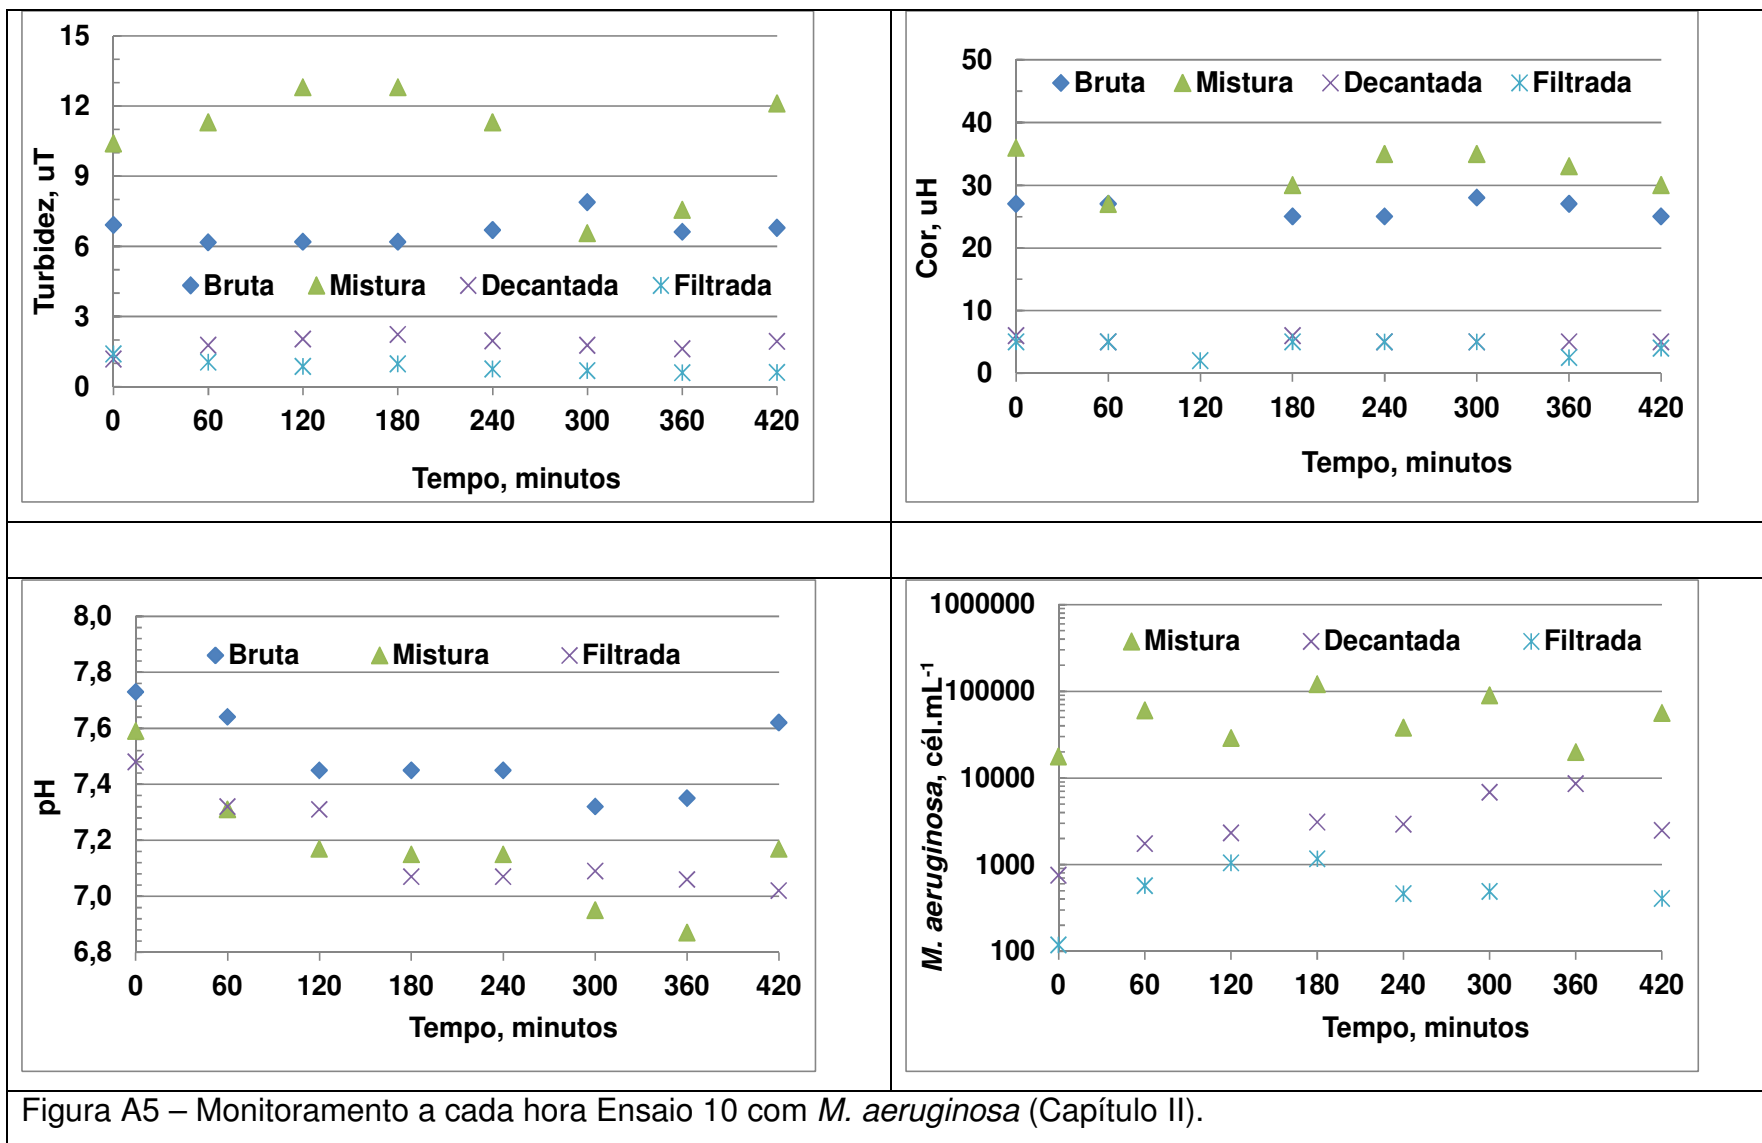 15
12
9
6
3
0
Turbidez, uT
Bruta Mistura Decantada Filtrada
0 60 120 180 240 300 360 420
Tempo, minutos
50
40
30
20
10
0
Cor, uH
Bruta Mistura Decantada Filtrada
0 60 120 180 240 300 360 420
Tempo, minutos
8,0
7,8
7,6
7,4
7,2
7,0
6,8
pH
Bruta Mistura Filtrada
0 60 120 180 240 300 360 420
Tempo, minutos
1000000
100000
10000
1000
100
M. aeruginosa, cél.mL⁻¹
Mistura Decantada Filtrada
0 60 120 180 240 300 360 420
Tempo, minutos
Figura A5 – Monitoramento a cada hora Ensaio 10 com M. aeruginosa (Capítulo II).